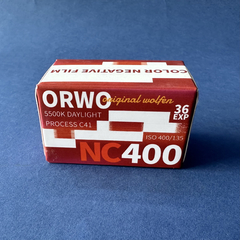 COLOR NEGATIVE FILM
ORWO original wolfen
36 EXP
5500K DAYLIGHT
PROCESS C41
ISO 400/135
NC400